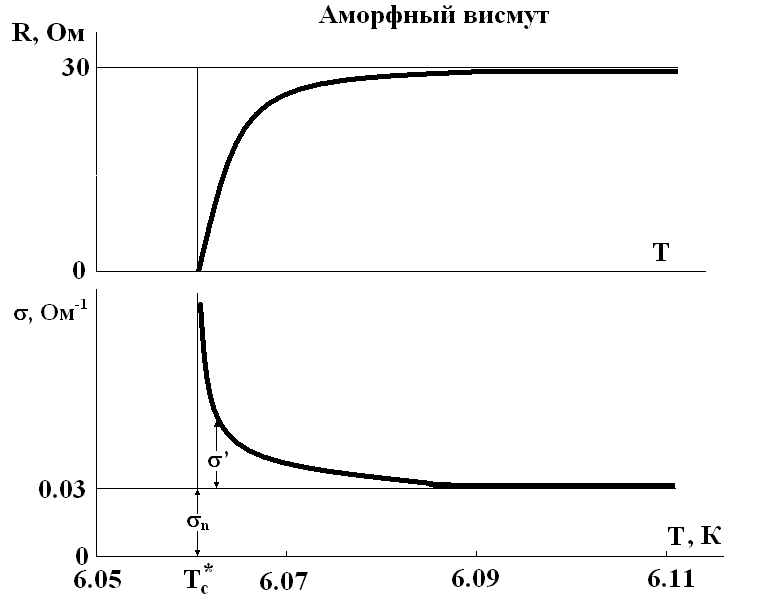 Аморфный висмут
R, Ом
30
T
0
σ, Ом⁻¹
σ’
0.03
σₙ
T, К
0
6.05 T꜀* 6.07 6.09 6.11